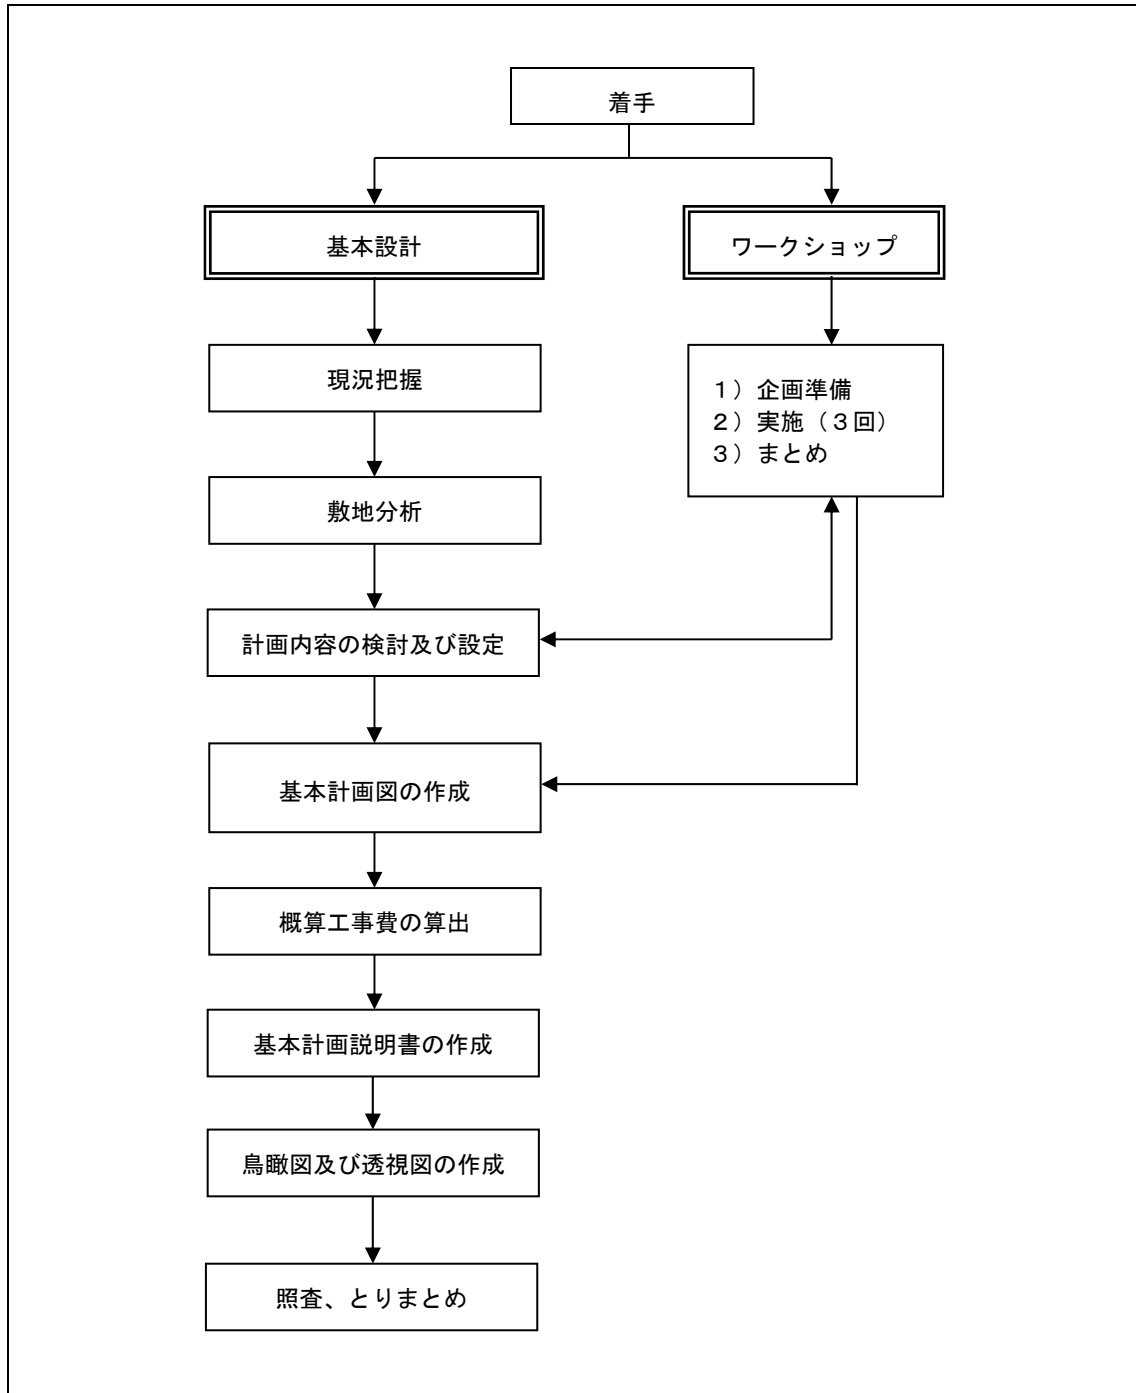 着手
基本設計
ワークショップ
現況把握
１）企画準備
２）実施（３回）
３）まとめ
敷地分析
計画内容の検討及び設定
基本計画図の作成
概算工事費の算出
基本計画説明書の作成
鳥瞰図及び透視図の作成
照査、とりまとめ